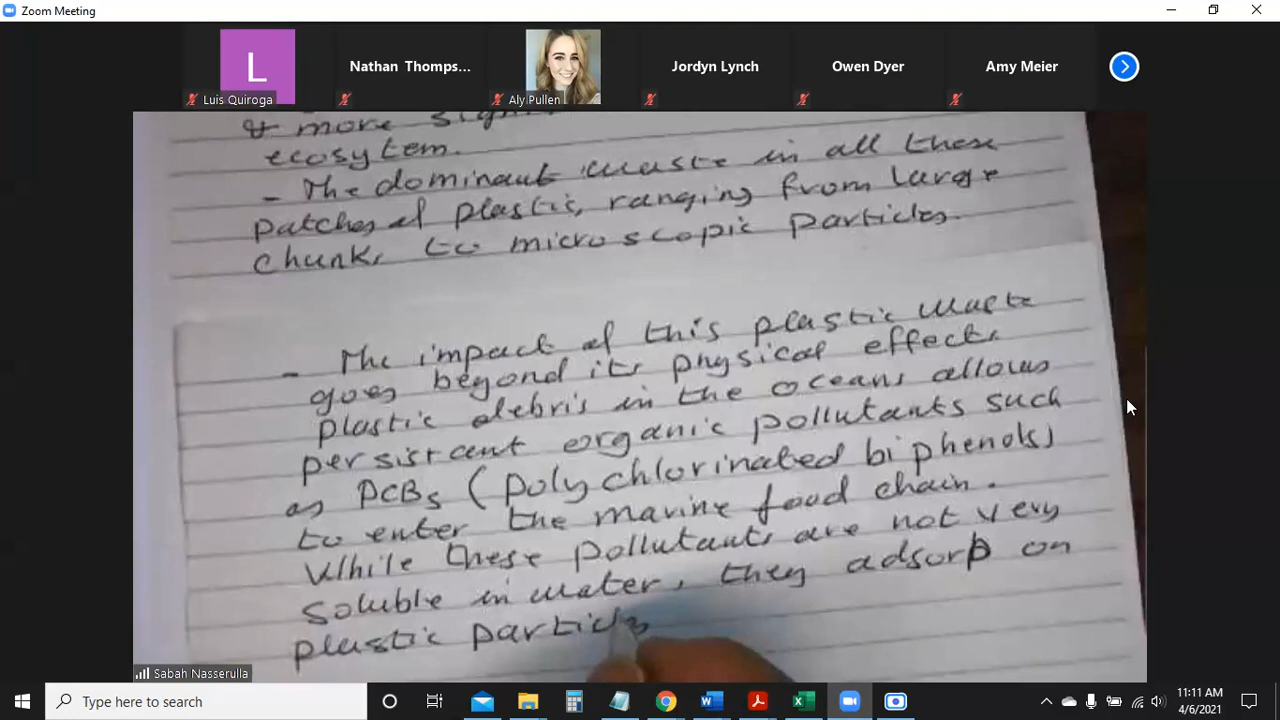 Zoom Meeting
L
Luis Quiroga
Nathan Thomps...
Aly Pullen
Jordyn Lynch
Owen Dyer
Amy Meier
& more
ecosytem.
- The dominant waste in all these
patches of plastic, ranging from large
chunks to microscopic particles.
- The impact of this plastic waste
goes beyond its physical effects
plastic debris in the oceans allows
persistent organic pollutants such
as PCBs (polychlorinated biphenols)
to enter the marine food chain.
While these pollutants are not very
soluble in water, they adsorb on
plastic particles
Sabah Nasserulla
Type here to search
11:11 AM
4/6/2021